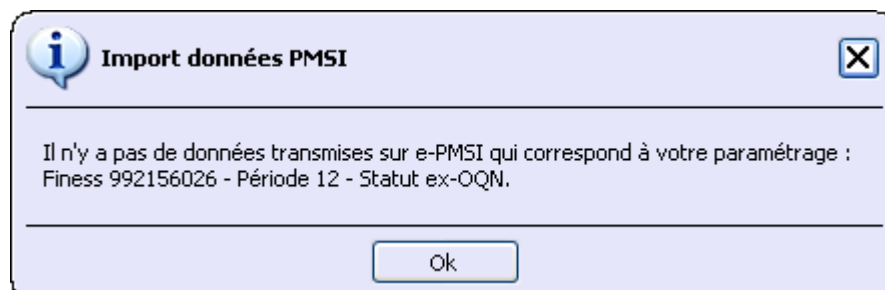 Import données PMSI
Il n'y a pas de données transmises sur e-PMSI qui correspond à votre paramétrage :
Finess 992156026 - Période 12 - Statut ex-OQN.
Ok